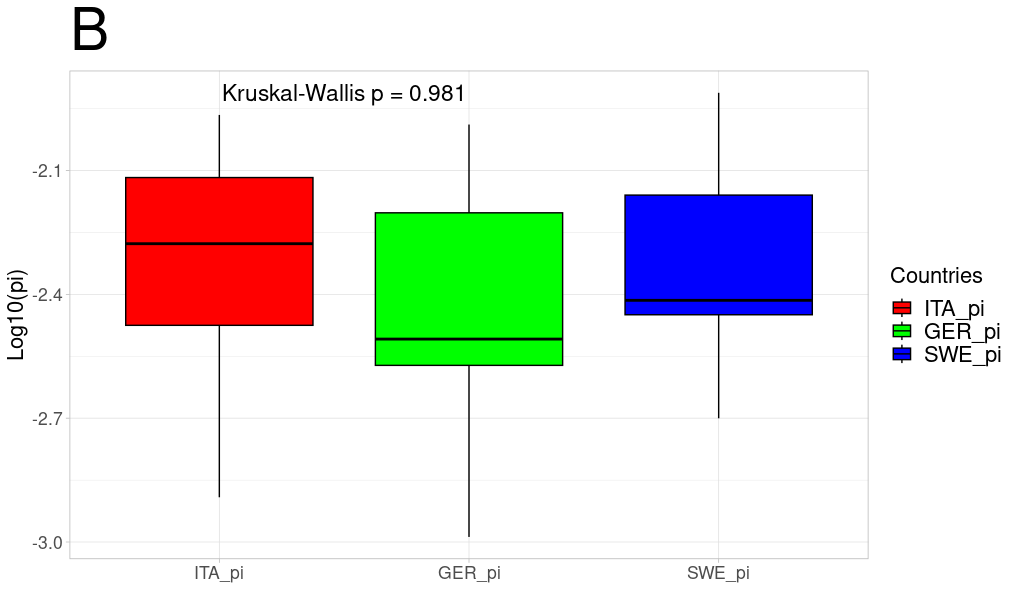 B
Kruskal-Wallis p = 0.981
Log10(pi)
-2.1
-2.4
-2.7
-3.0
ITA_pi
GER_pi
SWE_pi
Countries
ITA_pi
GER_pi
SWE_pi